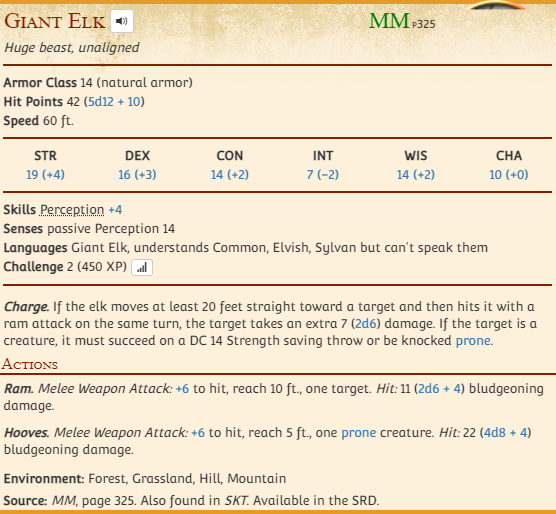 Giant Elk
MM p325
Huge beast, unaligned
Armor Class 14 (natural armor)
Hit Points 42 (5d12 + 10)
Speed 60 ft.
STR DEX CON INT WIS CHA
19 (+4) 16 (+3) 14 (+2) 7 (−2) 14 (+2) 10 (+0)
Skills Perception +4
Senses passive Perception 14
Languages Giant Elk, understands Common, Elvish, Sylvan but can't speak them
Challenge 2 (450 XP)
Charge. If the elk moves at least 20 feet straight toward a target and then hits it with a
ram attack on the same turn, the target takes an extra 7 (2d6) damage. If the target is a
creature, it must succeed on a DC 14 Strength saving throw or be knocked prone.
Actions
Ram. Melee Weapon Attack: +6 to hit, reach 10 ft., one target. Hit: 11 (2d6 + 4) bludgeoning
damage.
Hooves. Melee Weapon Attack: +6 to hit, reach 5 ft., one prone creature. Hit: 22 (4d8 + 4)
bludgeoning damage.
Environment: Forest, Grassland, Hill, Mountain
Source: MM, page 325. Also found in SKT. Available in the SRD.